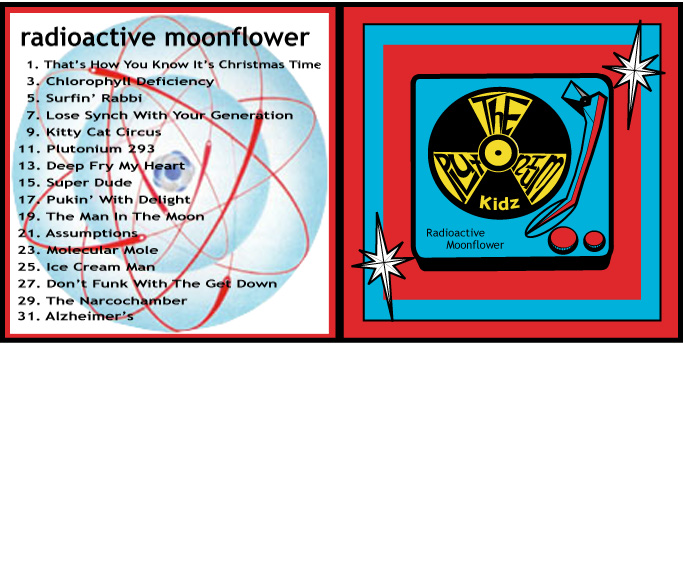 radioactive moonflower
1. That's How You Know It's Christmas Time
3. Chlorophyll Deficiency
5. Surfin' Rabbi
7. Lose Synch With Your Generation
9. Kitty Cat Circus
11. Plutonium 293
13. Deep Fry My Heart
15. Super Dude
17. Pukin' With Delight
19. The Man In The Moon
21. Assumptions
23. Molecular Mole
25. Ice Cream Man
27. Don't Funk With The Get Down
29. The Narcochamber
31. Alzheimer's
The
Kidz
Radioactive
Moonflower